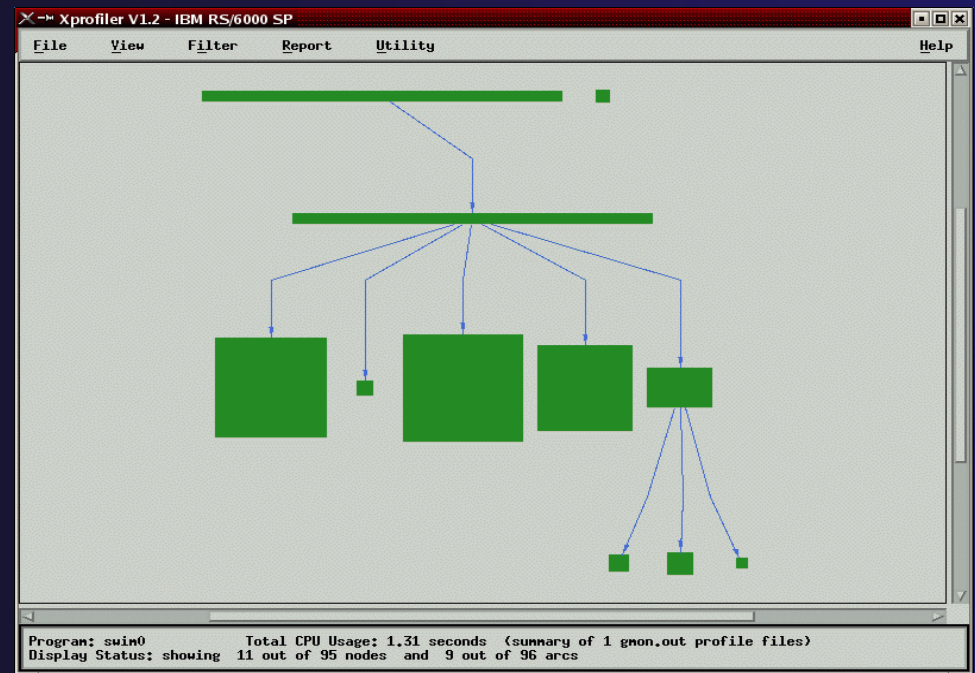 Xprofiler V1.2 - IBM RS/6000 SP
File View Filter Report Utility Help
Program: swim0 Total CPU Usage: 1.31 seconds (summary of 1 gmon.out profile files)
Display Status: showing 11 out of 95 nodes and 9 out of 96 arcs